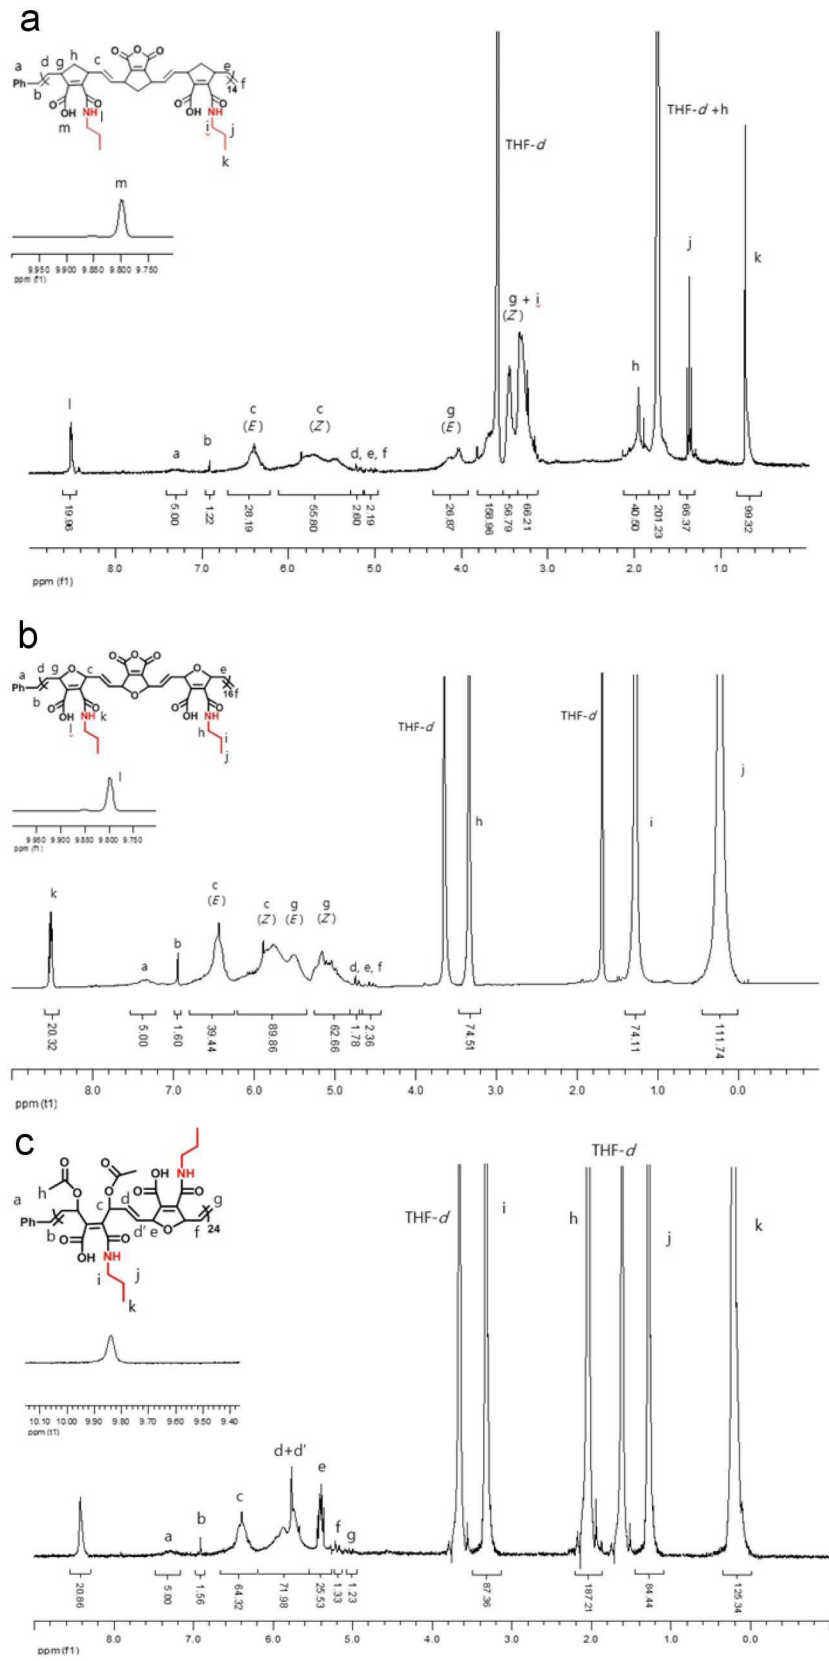 a
O O O
a d g h c e f
Ph 14
b
O OH O NH l O OH O NH
m i j
k
m
9.950 9.900 9.850 9.800 9.750
ppm (f1)
THF-d
THF-d +h
j
k
g + i
(Z)
h
l
a
b
c
(E)
c
(Z)
d, e, f
g
(E)
19.96 5.00 1.22 28.19 55.80 2.60 2.19 26.87 158.96 56.79 66.21 40.50 201.23 66.37 99.32
8.0 7.0 6.0 5.0 4.0 3.0 2.0 1.0
ppm (f1)
b
O O O
a d g O c O O e
Ph 16 f
b
O OH O NH k O OH O NH
l h i
j
l
9.950 9.900 9.850 9.800 9.750
ppm (f1)
THF-d
THF-d
h
i
j
k
a
b
c
(E)
c
(Z)
g
(E)
g
(Z)
d, e, f
20.32 5.00 1.60 39.44 89.86 62.66 1.78 2.36 74.51 74.11 111.74
8.0 7.0 6.0 5.0 4.0 3.0 2.0 1.0 0.0
ppm (t1)
c
O O OH NH
h O O O O
a c d g
Ph 24
b d' e O f
O O
OH NH
i j
k
10.10 10.00 9.90 9.80 9.70 9.60 9.50 9.40
ppm (t1)
THF-d
THF-d
i
h
j
k
a
b
c
d+d'
e
f
g
20.86 5.00 1.56 64.32 71.98 25.53 1.33 1.23 87.36 187.21 84.44 125.34
8.0 7.0 6.0 5.0 4.0 3.0 2.0 1.0 0.0
ppm (f1)